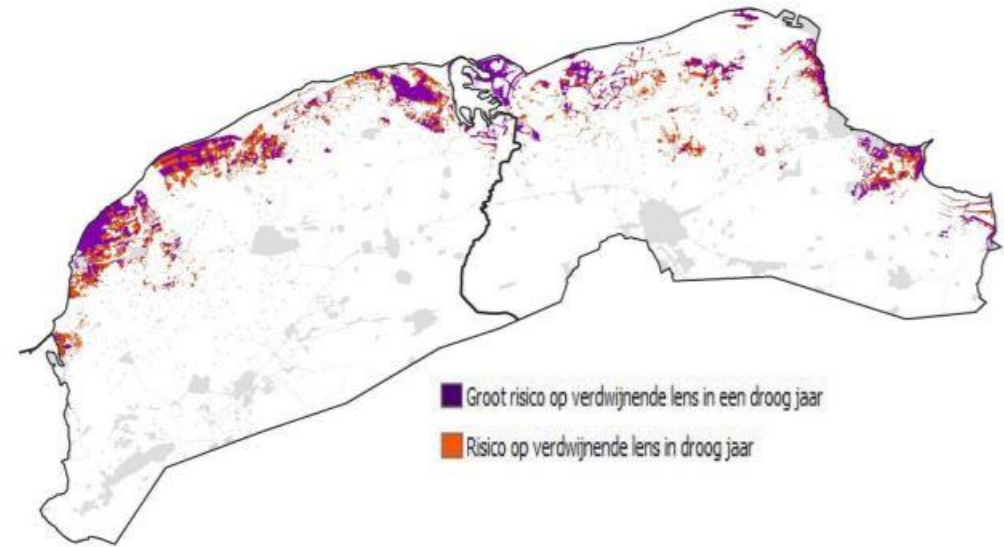 Groot risico op verdwijnende lens in een droog jaar
Risico op verdwijnende lens in droog jaar